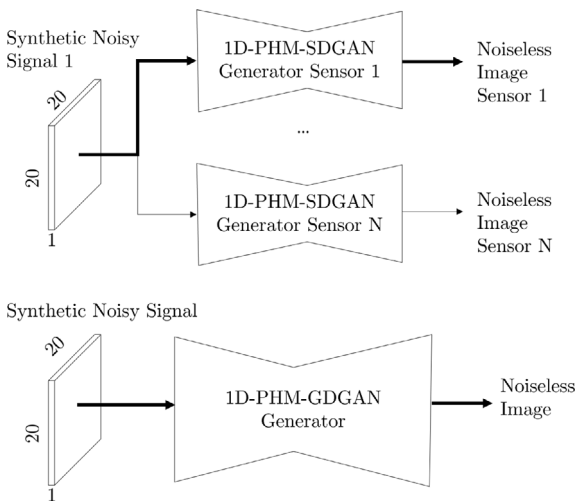 Synthetic Noisy
Signal 1
20
20
1
1D-PHM-SDGAN
Generator Sensor 1
Noiseless
Image
Sensor 1
...
1D-PHM-SDGAN
Generator Sensor N
Noiseless
Image
Sensor N
Synthetic Noisy Signal
20
20
1
1D-PHM-GDGAN
Generator
Noiseless
Image